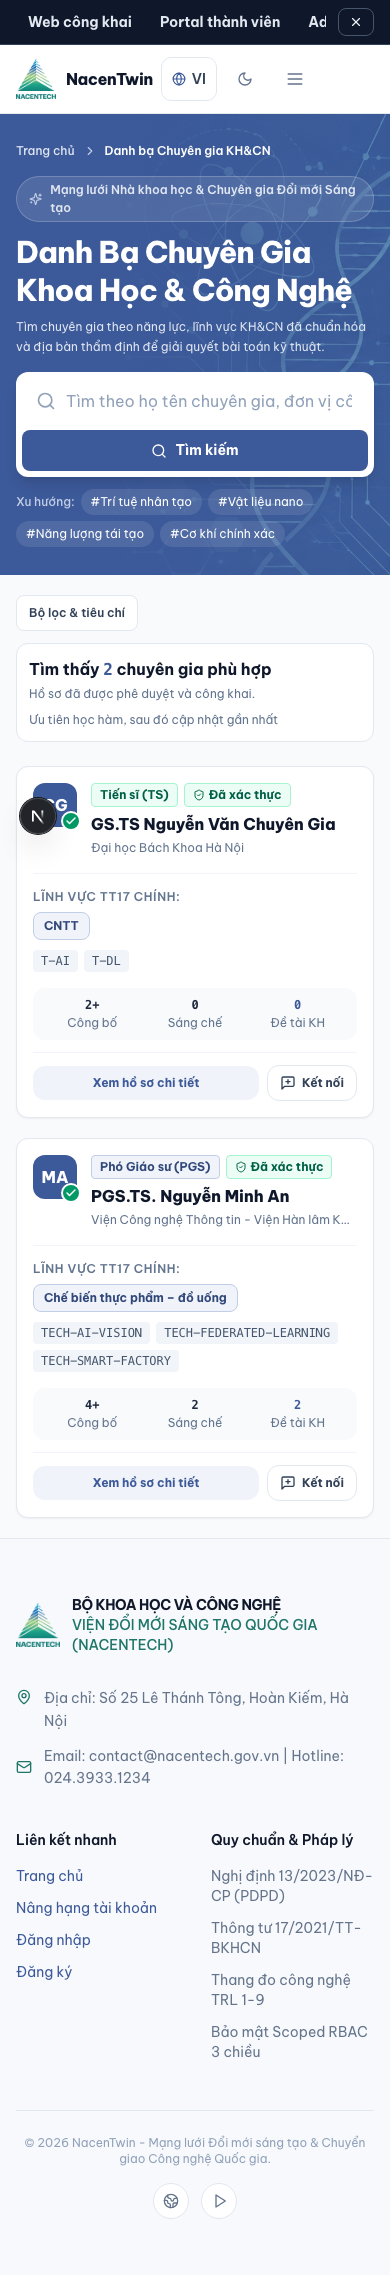 Web công khai Portal thành viên Ad
NACENTECH
NacenTwin
VI
Trang chủ > Danh bạ Chuyên gia KH&CN
Mạng lưới Nhà khoa học & Chuyên gia Đổi mới Sáng
tạo
Danh Bạ Chuyên Gia
Khoa Học & Công Nghệ
Tìm chuyên gia theo năng lực, lĩnh vực KH&CN đã chuẩn hóa
và địa bàn thẩm định để giải quyết bài toán kỹ thuật.
Tìm theo họ tên chuyên gia, đơn vị cô
Tìm kiếm
Xu hướng: #Trí tuệ nhân tạo #Vật liệu nano
#Năng lượng tái tạo #Cơ khí chính xác
Bộ lọc & tiêu chí
Tìm thấy 2 chuyên gia phù hợp
Hồ sơ đã được phê duyệt và công khai.
Ưu tiên học hàm, sau đó cập nhật gần nhất
G
N
Tiến sĩ (TS) Đã xác thực
GS.TS Nguyễn Văn Chuyên Gia
Đại học Bách Khoa Hà Nội
LĨNH VỰC TT17 CHÍNH:
CNTT
T-AI T-DL
2+ 0 0
Công bố Sáng chế Đề tài KH
Xem hồ sơ chi tiết Kết nối
MA
Phó Giáo sư (PGS) Đã xác thực
PGS.TS. Nguyễn Minh An
Viện Công nghệ Thông tin - Viện Hàn lâm K...
LĨNH VỰC TT17 CHÍNH:
Chế biến thực phẩm – đồ uống
TECH-AI-VISION TECH-FEDERATED-LEARNING
TECH-SMART-FACTORY
4+ 2 2
Công bố Sáng chế Đề tài KH
Xem hồ sơ chi tiết Kết nối
NACENTECH
BỘ KHOA HỌC VÀ CÔNG NGHỆ
VIỆN ĐỔI MỚI SÁNG TẠO QUỐC GIA
(NACENTECH)
Địa chỉ: Số 25 Lê Thánh Tông, Hoàn Kiếm, Hà
Nội
Email: contact@nacentech.gov.vn | Hotline:
024.3933.1234
Liên kết nhanh
Trang chủ
Nâng hạng tài khoản
Đăng nhập
Đăng ký
Quy chuẩn & Pháp lý
Nghị định 13/2023/NĐ-
CP (PDPD)
Thông tư 17/2021/TT-
BKHCN
Thang đo công nghệ
TRL 1-9
Bảo mật Scoped RBAC
3 chiều
© 2026 NacenTwin - Mạng lưới Đổi mới sáng tạo & Chuyển
giao Công nghệ Quốc gia.